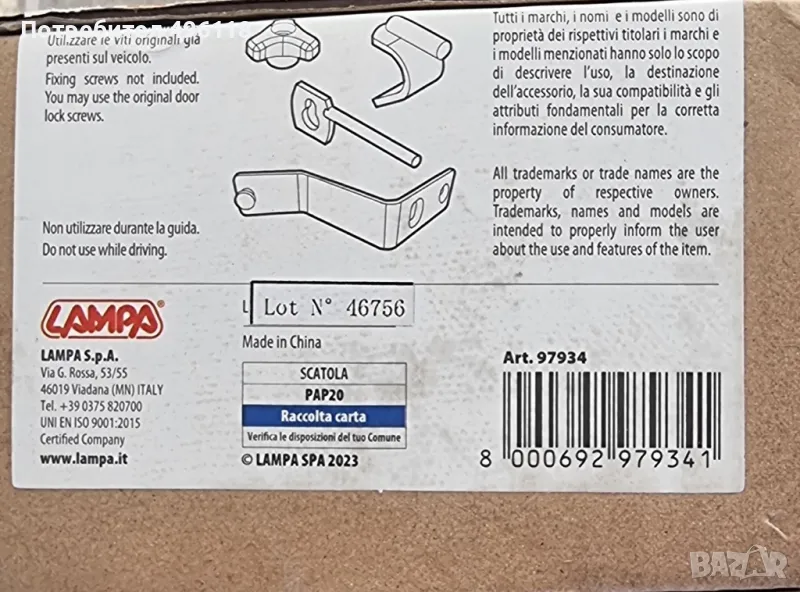 Потребител 486118
Utilizzare le viti originali già
presenti sul veicolo.
Fixing screws not included.
You may use the original door
lock screws.
Non utilizzare durante la guida.
Do not use while driving.
Tutti i marchi, i nomi e i modelli sono di
proprietà dei rispettivi titolari i marchi e
i modelli menzionati hanno solo lo scopo
di descrivere l'uso, la destinazione
dell'accessorio, la sua compatibilità e gli
attributi fondamentali per la corretta
informazione del consumatore.
All trademarks or trade names are the
property of respective owners.
Trademarks, names and models are
intended to properly inform the user
about the use and features of the item.
LAMPA
LAMPA S.p.A.
Via G. Rossa, 53/55
46019 Viadana (MN) ITALY
Tel. +39 0375 820700
UNI EN ISO 9001:2015
Certified Company
www.lampa.it
Lot N° 46756
Made in China
SCATOLA
PAP20
Raccolta carta
Verifica le disposizioni del tuo Comune
© LAMPA SPA 2023
Art. 97934
8 000692 979341
BAZAR